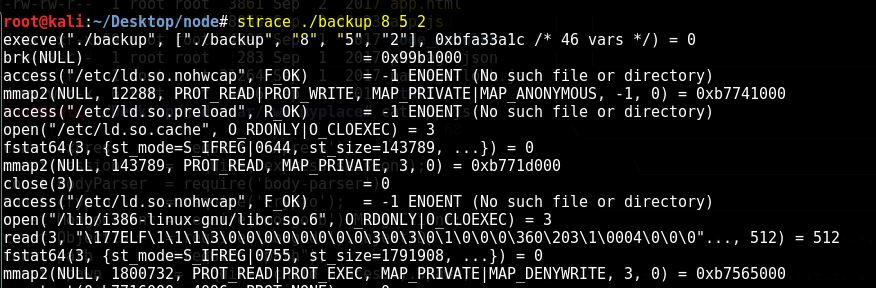 -rw-rw-r-- 1 root root  3861 Sep  2  2017 app.html
root@kali:~/Desktop/node# strace ./backup 8 5 2
execve("./backup", ["./backup", "8", "5", "2"], 0xbfa33a1c /* 46 vars */) = 0
brk(NULL)                               = 0x99b1000
access("/etc/ld.so.nohwcap", F_OK)      = -1 ENOENT (No such file or directory)
mmap2(NULL, 12288, PROT_READ|PROT_WRITE, MAP_PRIVATE|MAP_ANONYMOUS, -1, 0) = 0xb7741000
access("/etc/ld.so.preload", R_OK)      = -1 ENOENT (No such file or directory)
open("/etc/ld.so.cache", O_RDONLY|O_CLOEXEC) = 3
fstat64(3, {st_mode=S_IFREG|0644, st_size=143789, ...}) = 0
mmap2(NULL, 143789, PROT_READ, MAP_PRIVATE, 3, 0) = 0xb771d000
close(3)                                = 0
access("/etc/ld.so.nohwcap", F_OK)      = -1 ENOENT (No such file or directory)
open("/lib/i386-linux-gnu/libc.so.6", O_RDONLY|O_CLOEXEC) = 3
read(3, "\177ELF\1\1\1\3\0\0\0\0\0\0\0\0\3\0\3\0\1\0\0\0\360\203\1\0004\0\0\0"..., 512) = 512
fstat64(3, {st_mode=S_IFREG|0755, st_size=1791908, ...}) = 0
mmap2(NULL, 1800732, PROT_READ|PROT_EXEC, MAP_PRIVATE|MAP_DENYWRITE, 3, 0) = 0xb7565000